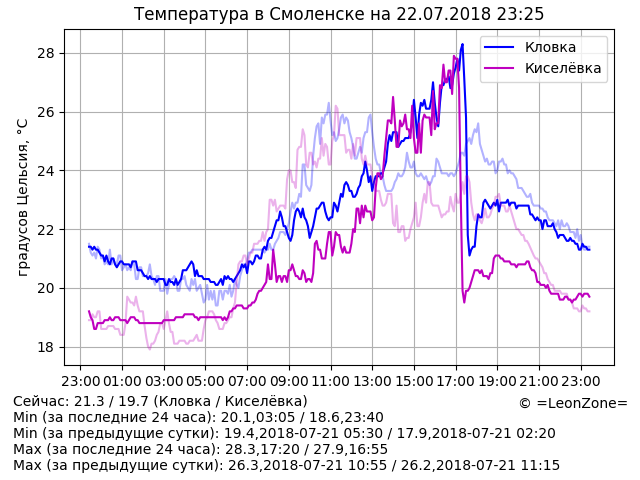 Температура в Смоленске на 22.07.2018 23:25
градусов Цельсия, °C
28
26
24
22
20
18
Кловка
Киселёвка
23:00 01:00 03:00 05:00 07:00 09:00 11:00 13:00 15:00 17:00 19:00 21:00 23:00
Сейчас: 21.3 / 19.7 (Кловка / Киселёвка)
© =LeonZone=
Min (за последние 24 часа): 20.1,03:05 / 18.6,23:40
Min (за предыдущие сутки): 19.4,2018-07-21 05:30 / 17.9,2018-07-21 02:20
Max (за последние 24 часа): 28.3,17:20 / 27.9,16:55
Max (за предыдущие сутки): 26.3,2018-07-21 10:55 / 26.2,2018-07-21 11:15